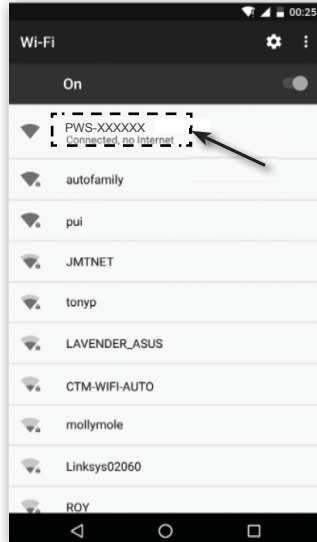 00:25
Wi-Fi
On
PWS-XXXXXX
Connected, no Internet
autofamily
pui
JMTNET
tonyp
LAVENDER_ASUS
CTM-WIFI-AUTO
mollymole
Linksys02060
ROY